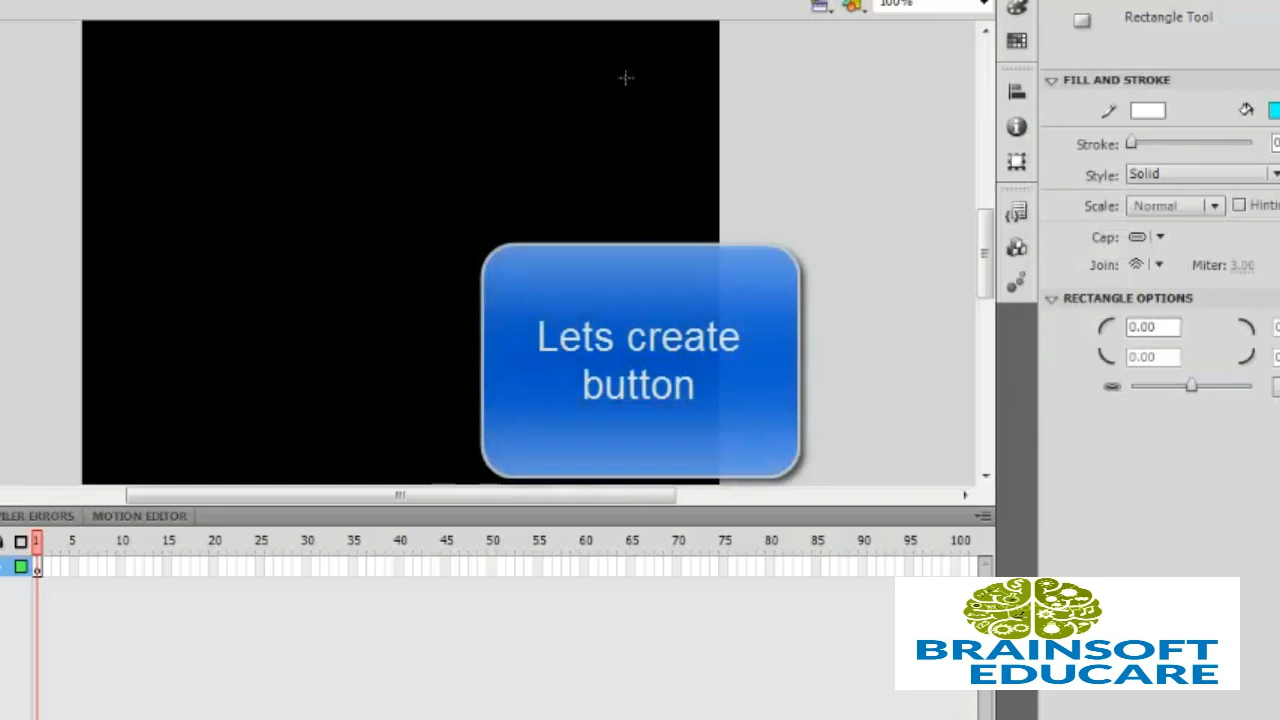 100%
Rectangle Tool
FILL AND STROKE
Stroke:
Style: Solid
Scale: Normal
Cap:
Join: Miter: 3.00
RECTANGLE OPTIONS
0.00
0.00
Lets create
button
ERRORS MOTION EDITOR
1 5 10 15 20 25 30 35 40 45 50 55 60 65 70 75 80 85 90 95 100
BRAINSOFT
EDUCARE